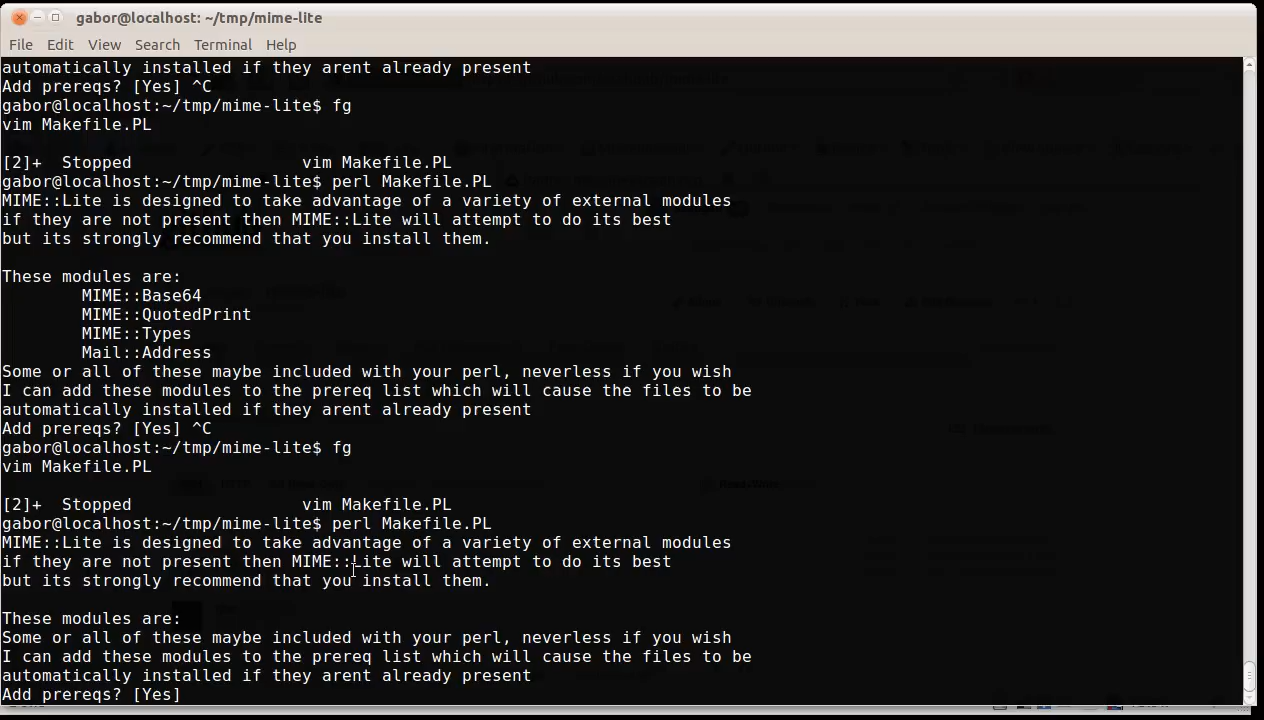 gabor@localhost: ~/tmp/mime-lite
File Edit View Search Terminal Help
automatically installed if they arent already present
Add prereqs? [Yes] ^C
gabor@localhost:~/tmp/mime-lite$ fg
vim Makefile.PL
[2]+  Stopped                 vim Makefile.PL
gabor@localhost:~/tmp/mime-lite$ perl Makefile.PL
MIME::Lite is designed to take advantage of a variety of external modules
if they are not present then MIME::Lite will attempt to do its best
but its strongly recommend that you install them.
These modules are:
        MIME::Base64
        MIME::QuotedPrint
        MIME::Types
        Mail::Address
Some or all of these maybe included with your perl, neverless if you wish
I can add these modules to the prereq list which will cause the files to be
automatically installed if they arent already present
Add prereqs? [Yes] ^C
gabor@localhost:~/tmp/mime-lite$ fg
vim Makefile.PL
[2]+  Stopped                 vim Makefile.PL
gabor@localhost:~/tmp/mime-lite$ perl Makefile.PL
MIME::Lite is designed to take advantage of a variety of external modules
if they are not present then MIME::Lite will attempt to do its best
but its strongly recommend that you install them.
These modules are:
Some or all of these maybe included with your perl, neverless if you wish
I can add these modules to the prereq list which will cause the files to be
automatically installed if they arent already present
Add prereqs? [Yes]